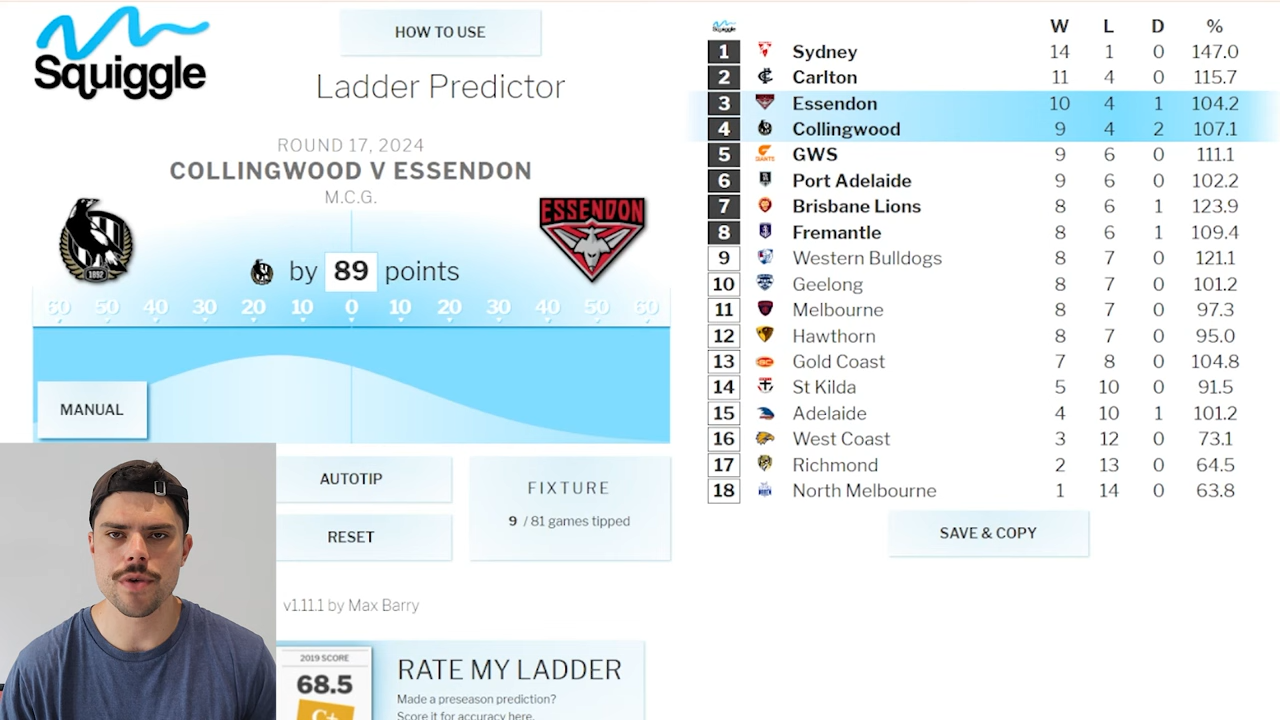 Squiggle
HOW TO USE
Ladder Predictor
ROUND 17, 2024
COLLINGWOOD V ESSENDON
M.C.G.
1892
ESSENDON
by 89 points
60 50 40 30 20 10 0 10 20 30 40 50 60
MANUAL
AUTOTIP
RESET
FIXTURE
9 / 81 games tipped
v1.11.1 by Max Barry
2019 SCORE
68.5
C+
RATE MY LADDER
Made a preseason prediction?
Score it for accuracy here.
W L D %
1 Sydney 14 1 0 147.0
2 Carlton 11 4 0 115.7
3 Essendon 10 4 1 104.2
4 Collingwood 9 4 2 107.1
5 GWS 9 6 0 111.1
6 Port Adelaide 9 6 0 102.2
7 Brisbane Lions 8 6 1 123.9
8 Fremantle 8 6 1 109.4
9 Western Bulldogs 8 7 0 121.1
10 Geelong 8 7 0 101.2
11 Melbourne 8 7 0 97.3
12 Hawthorn 8 7 0 95.0
13 Gold Coast 7 8 0 104.8
14 St Kilda 5 10 0 91.5
15 Adelaide 4 10 1 101.2
16 West Coast 3 12 0 73.1
17 Richmond 2 13 0 64.5
18 North Melbourne 1 14 0 63.8
SAVE & COPY